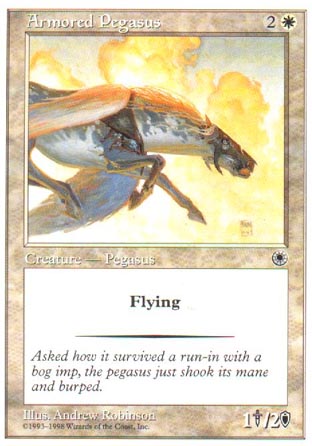 Armored Pegasus 2
Creature — Pegasus
Flying
Asked how it survived a run-in with a
bog imp, the pegasus just shook its mane
and burped.
Illus. Andrew Robinson
©1993–1998 Wizards of the Coast, Inc.
1/2